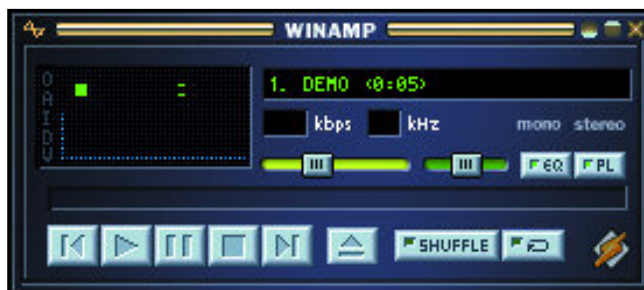 WINAMP
O
A
I
D
V
1. DEMO <0:05>
kbps kHz mono stereo
EQ PL
SHUFFLE